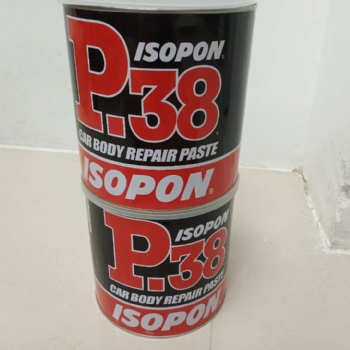 ISOPON®
P.38
CAR BODY REPAIR PASTE
ISOPON®
ISOPON
P.38
CAR BODY REPAIR PASTE
ISOPON